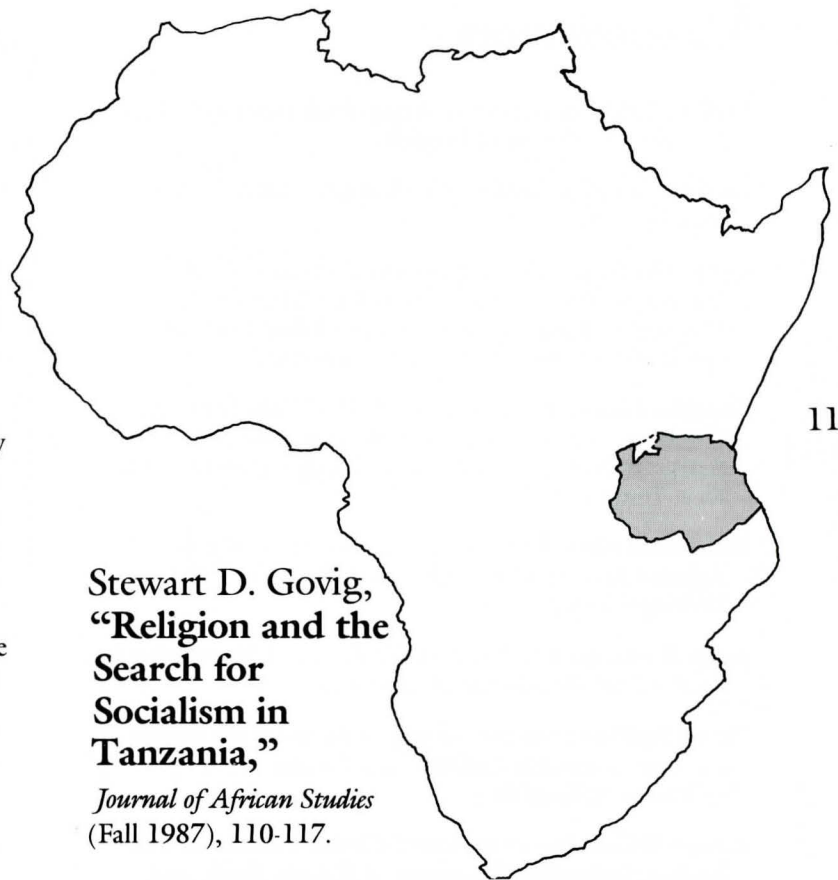 11
Stewart D. Govig,
“Religion and the
Search for
Socialism in
Tanzania,”
Journal of African Studies
(Fall 1987), 110-117.